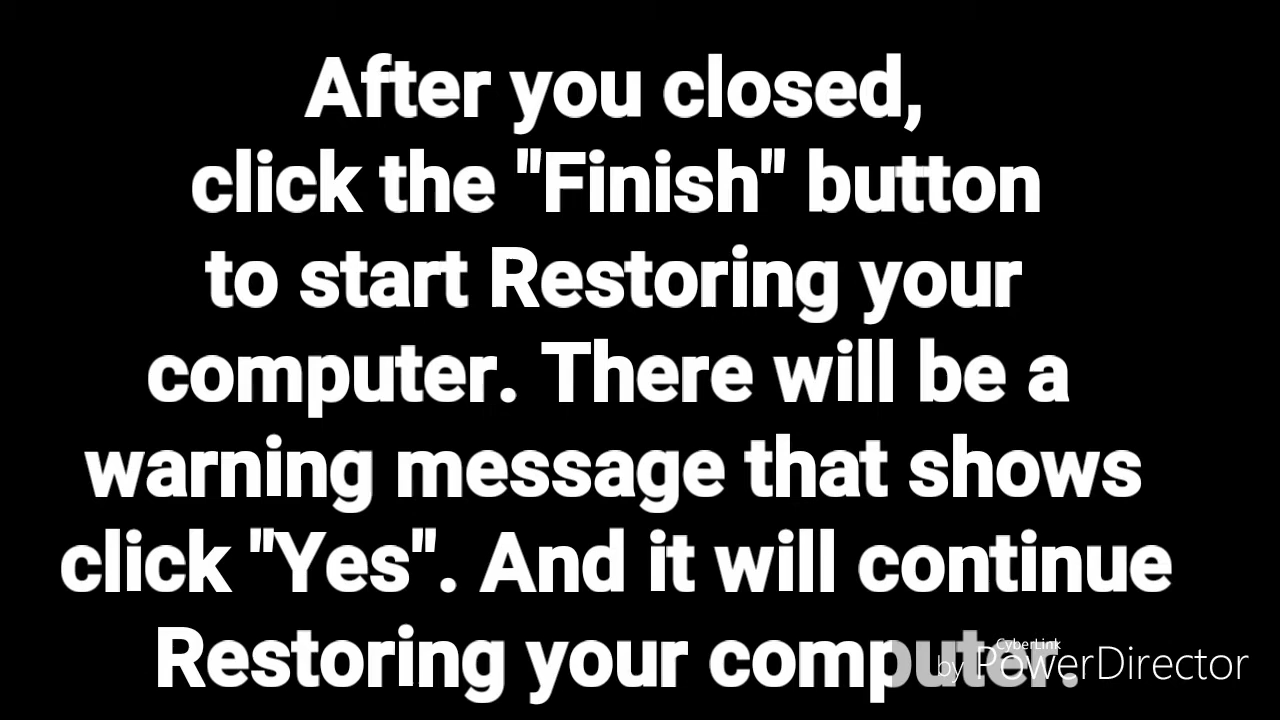 After you closed,
click the "Finish" button
to start Restoring your
computer. There will be a
warning message that shows
click "Yes". And it will continue
Restoring your computer.
CyberLink
by PowerDirector